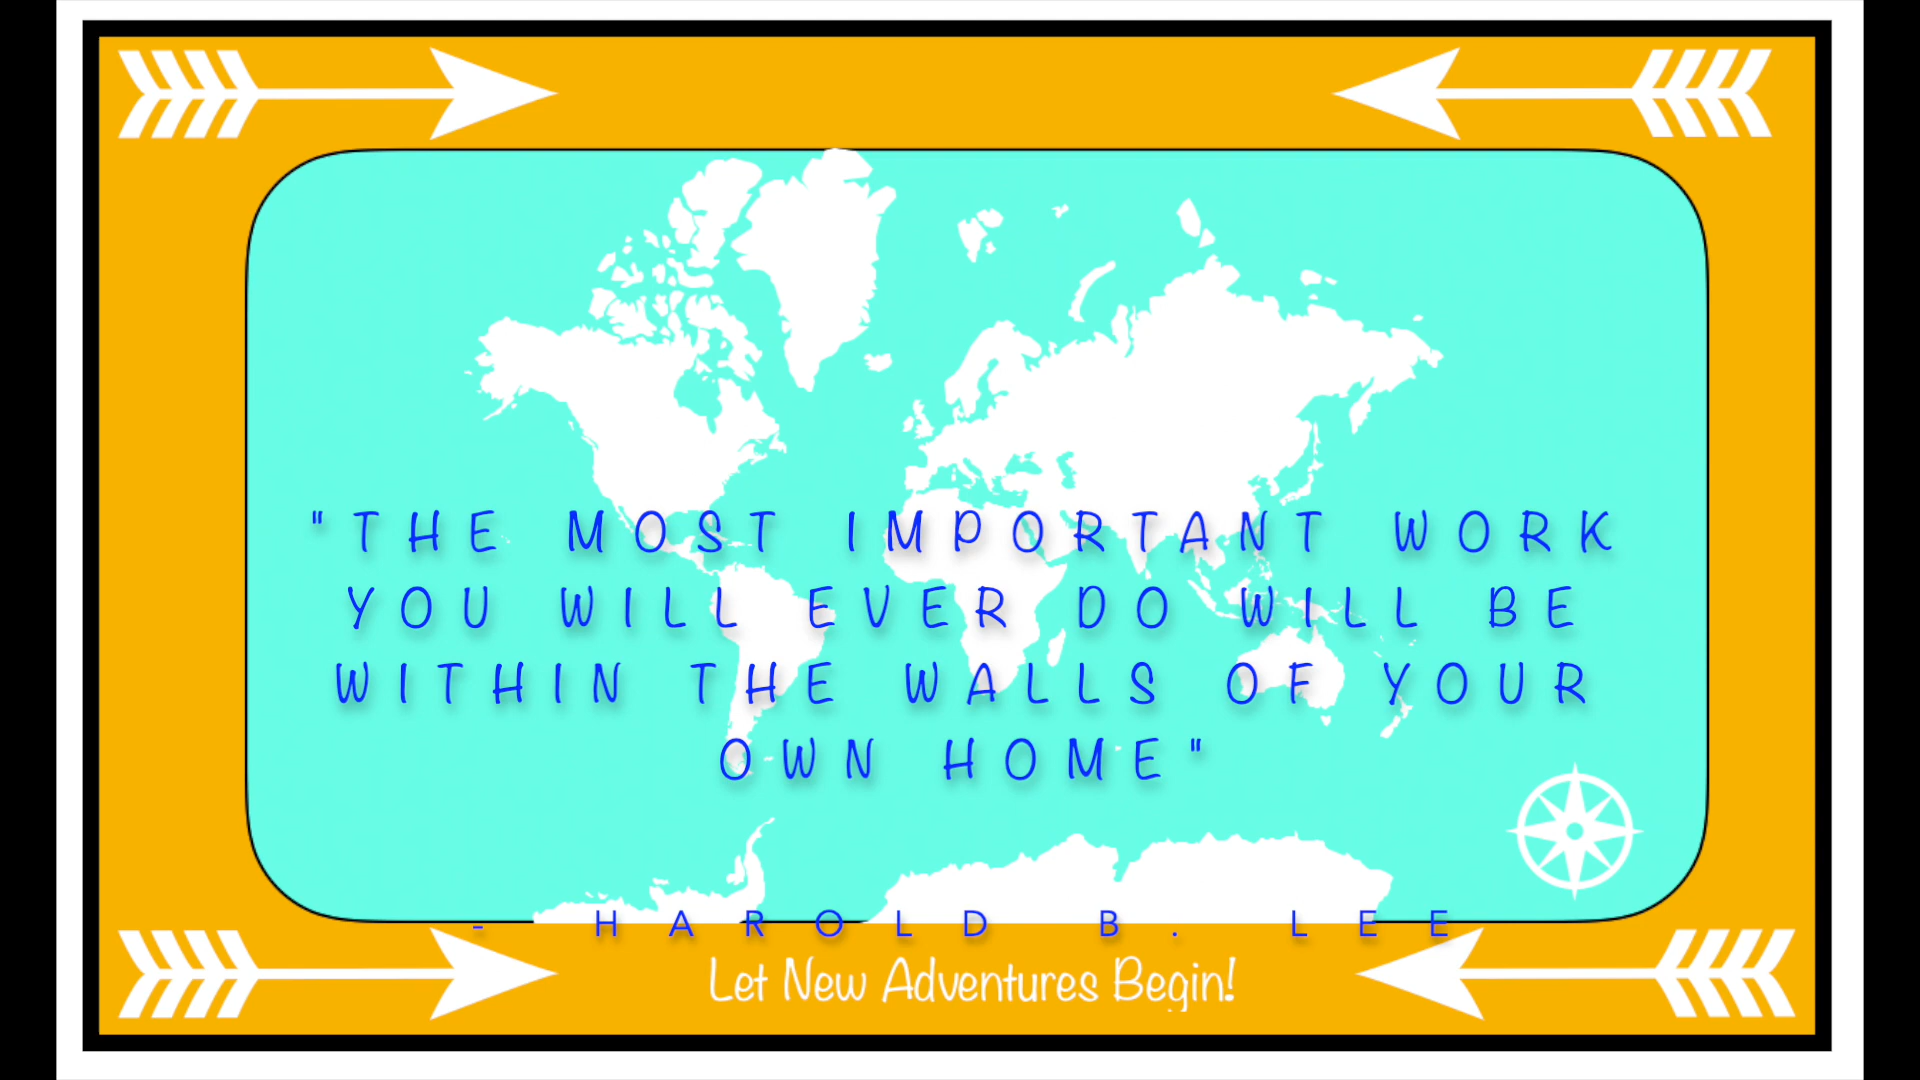 "THE MOST IMPORTANT WORK
YOU WILL EVER DO WILL BE
WITHIN THE WALLS OF YOUR
OWN HOME"
- HAROLD B. LEE
Let New Adventures Begin!